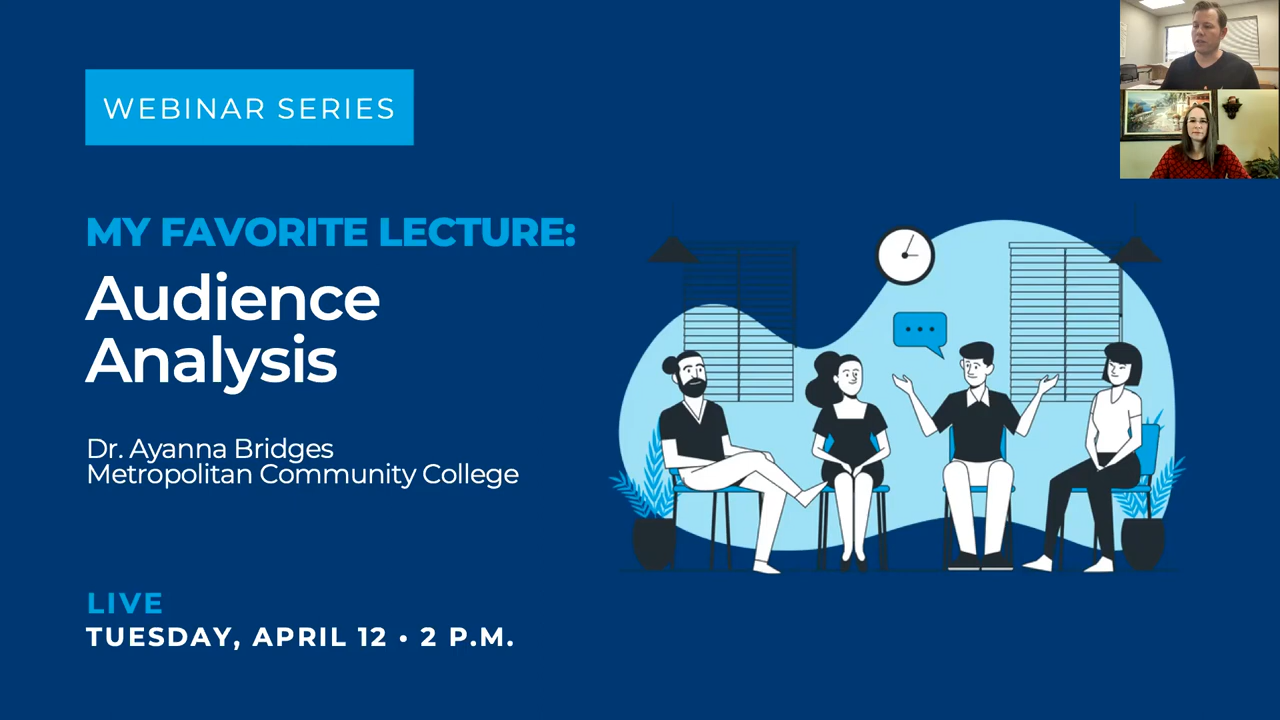 WEBINAR SERIES
MY FAVORITE LECTURE:
Audience
Analysis
Dr. Ayanna Bridges
Metropolitan Community College
LIVE
TUESDAY, APRIL 12 • 2 P.M.